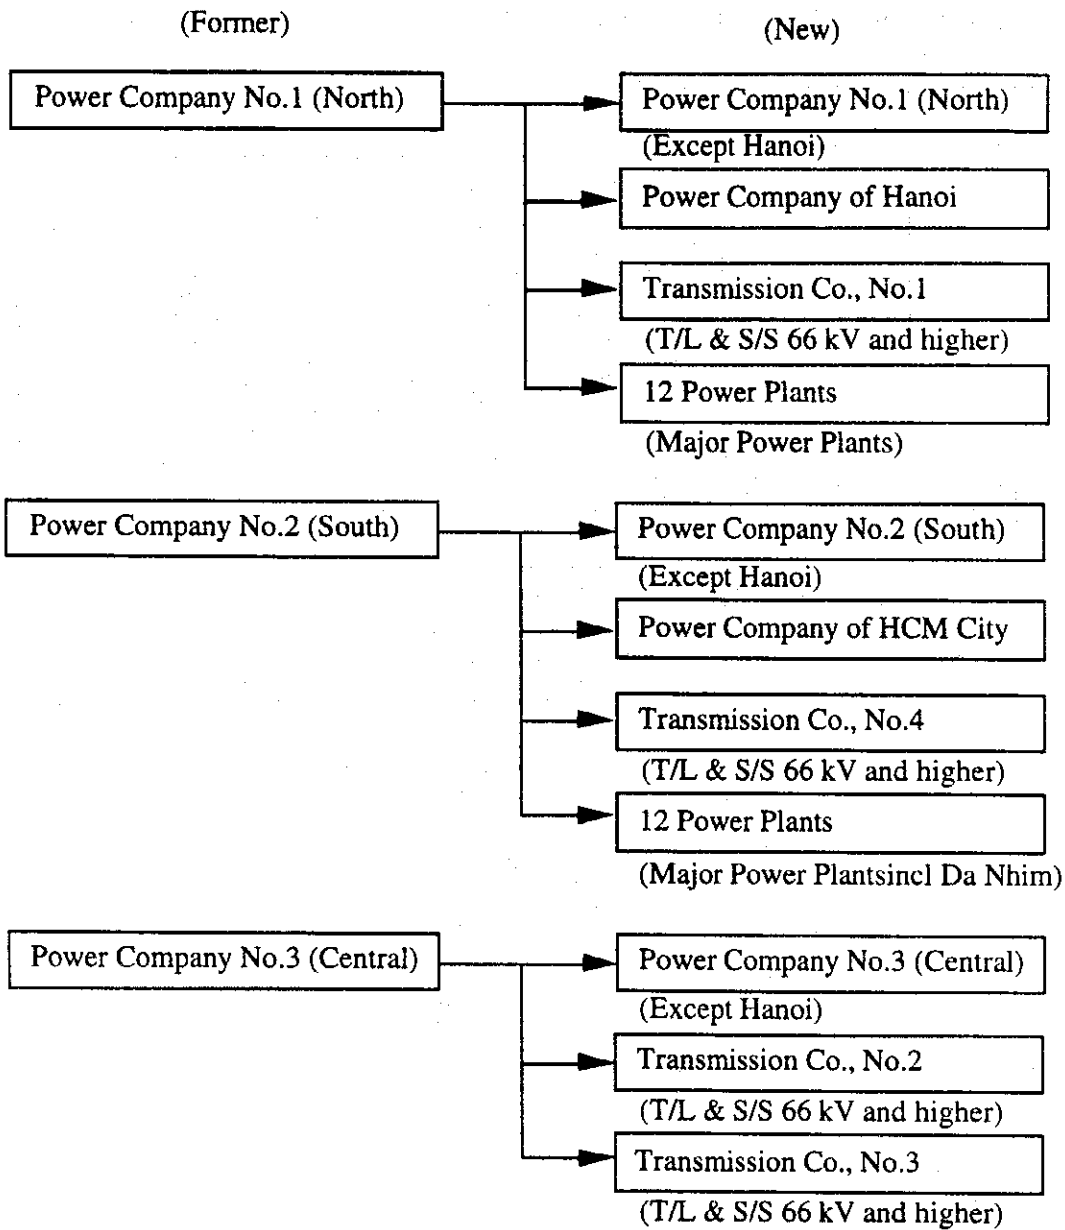 (Former)
(New)
Power Company No.1 (North)
Power Company No.1 (North)
(Except Hanoi)
Power Company of Hanoi
Transmission Co., No.1
(T/L & S/S 66 kV and higher)
12 Power Plants
(Major Power Plants)
Power Company No.2 (South)
Power Company No.2 (South)
(Except Hanoi)
Power Company of HCM City
Transmission Co., No.4
(T/L & S/S 66 kV and higher)
12 Power Plants
(Major Power Plantsincl Da Nhim)
Power Company No.3 (Central)
Power Company No.3 (Central)
(Except Hanoi)
Transmission Co., No.2
(T/L & S/S 66 kV and higher)
Transmission Co., No.3
(T/L & S/S 66 kV and higher)